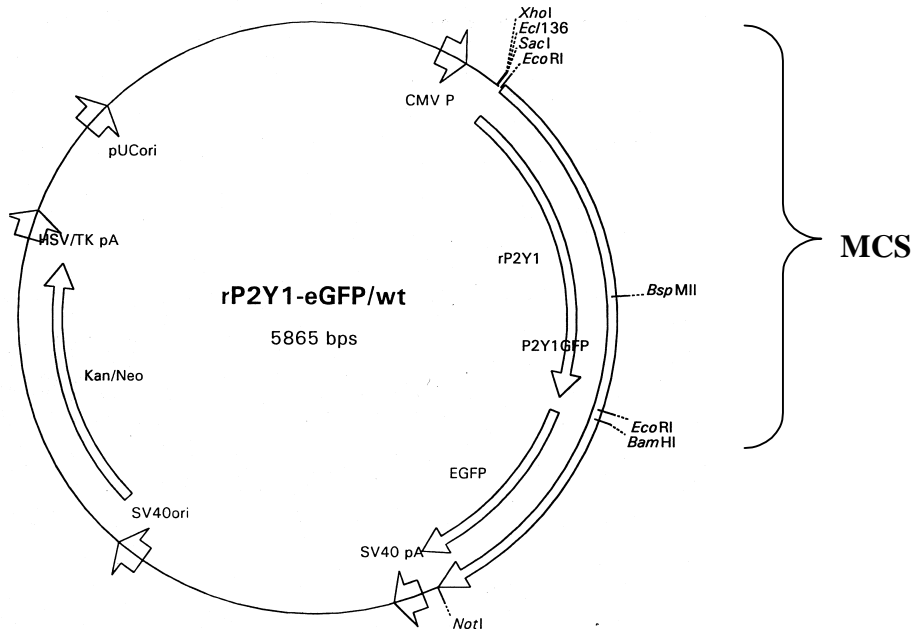 XhoI
Ecl136
SacI
EcoRI
CMV P
pUCori
HSV/TK pA
rP2Y1
MCS
rP2Y1-eGFP/wt
BspMII
5865 bps
P2Y1GFP
Kan/Neo
EcoRI
BamHI
EGFP
SV40ori
SV40 pA
NotI